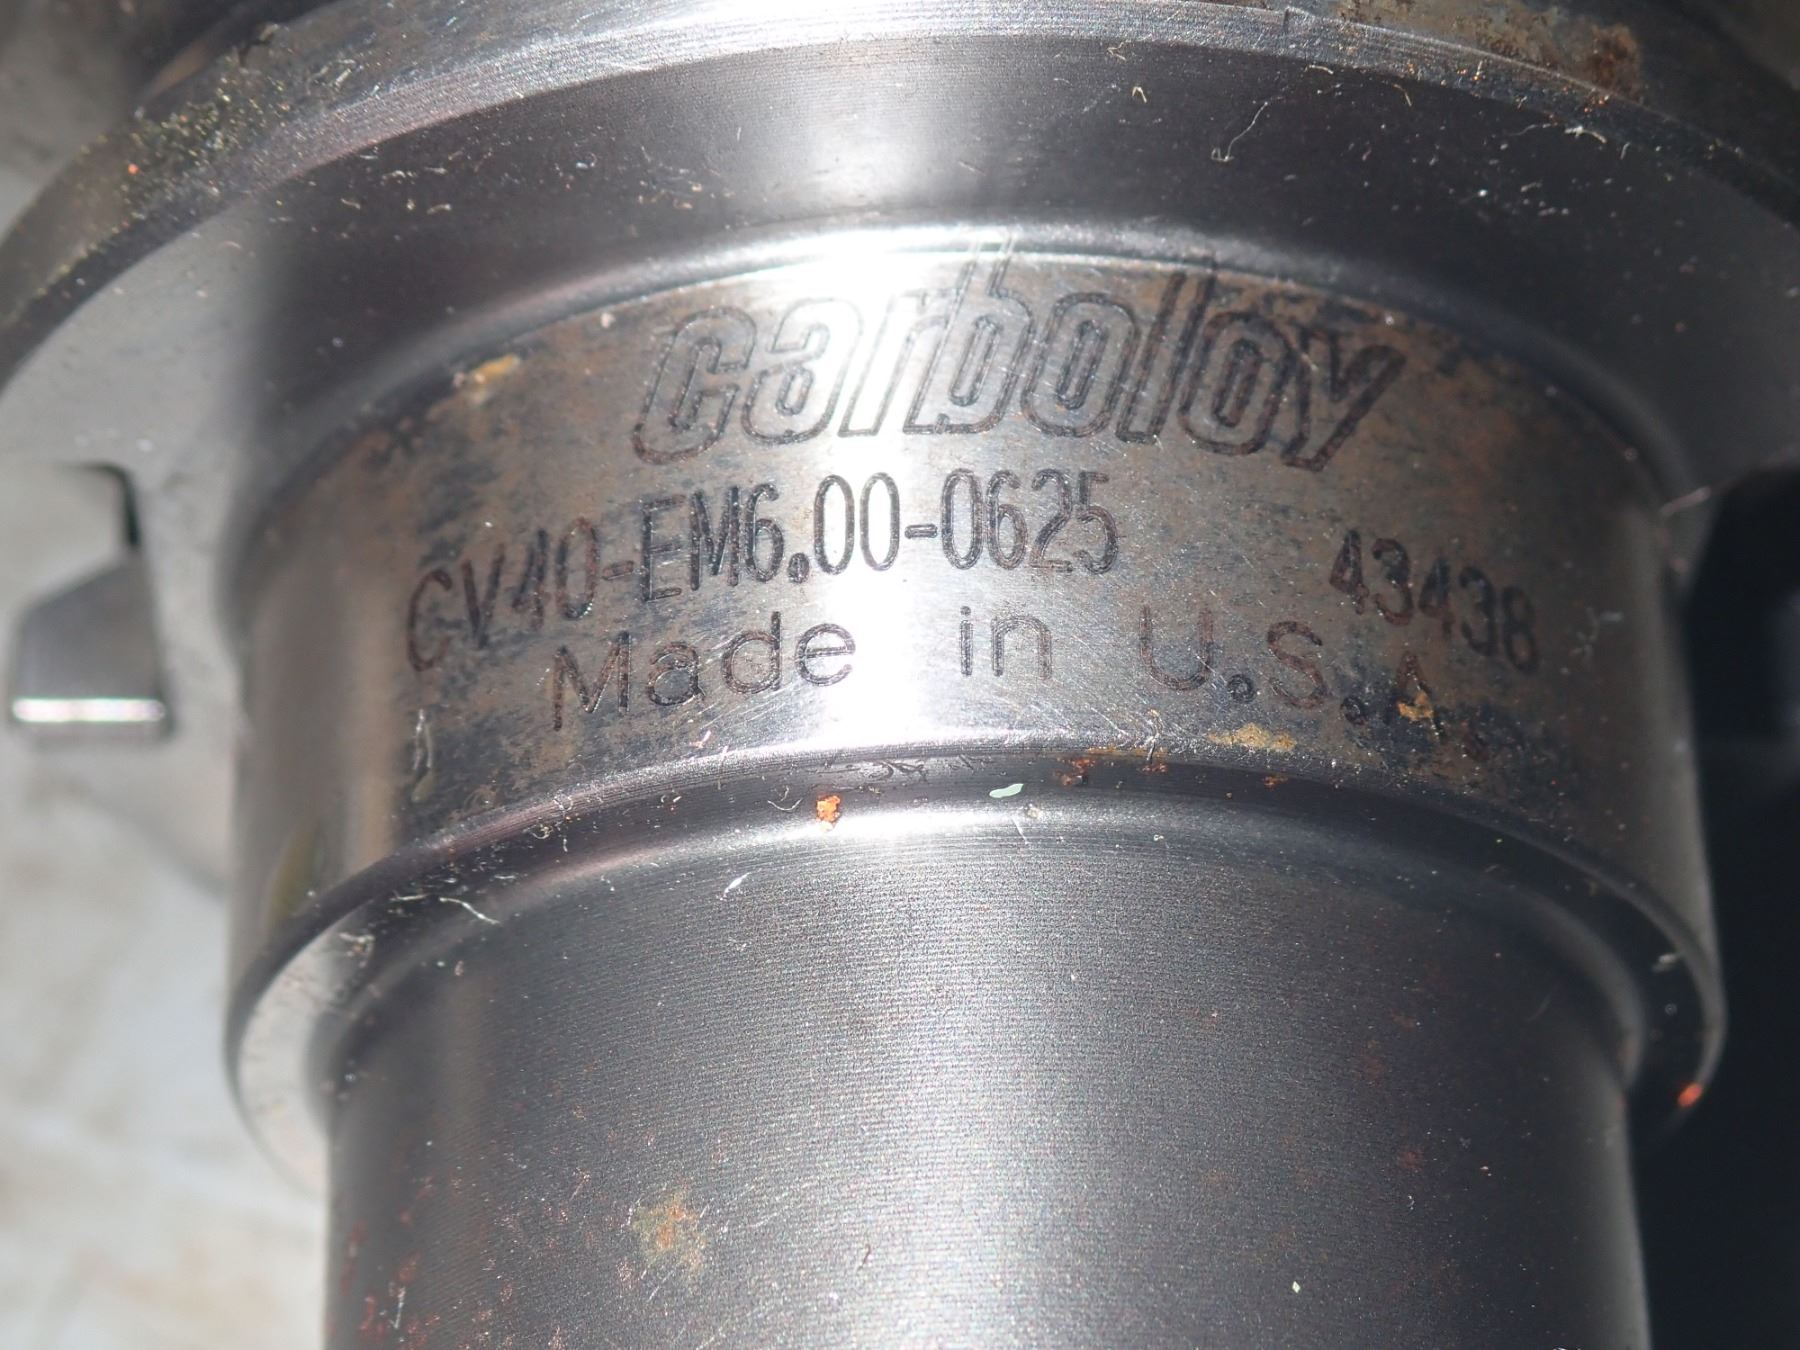 carboloy
CV40-EM6.00-0625 43438
Made in U.S.A.